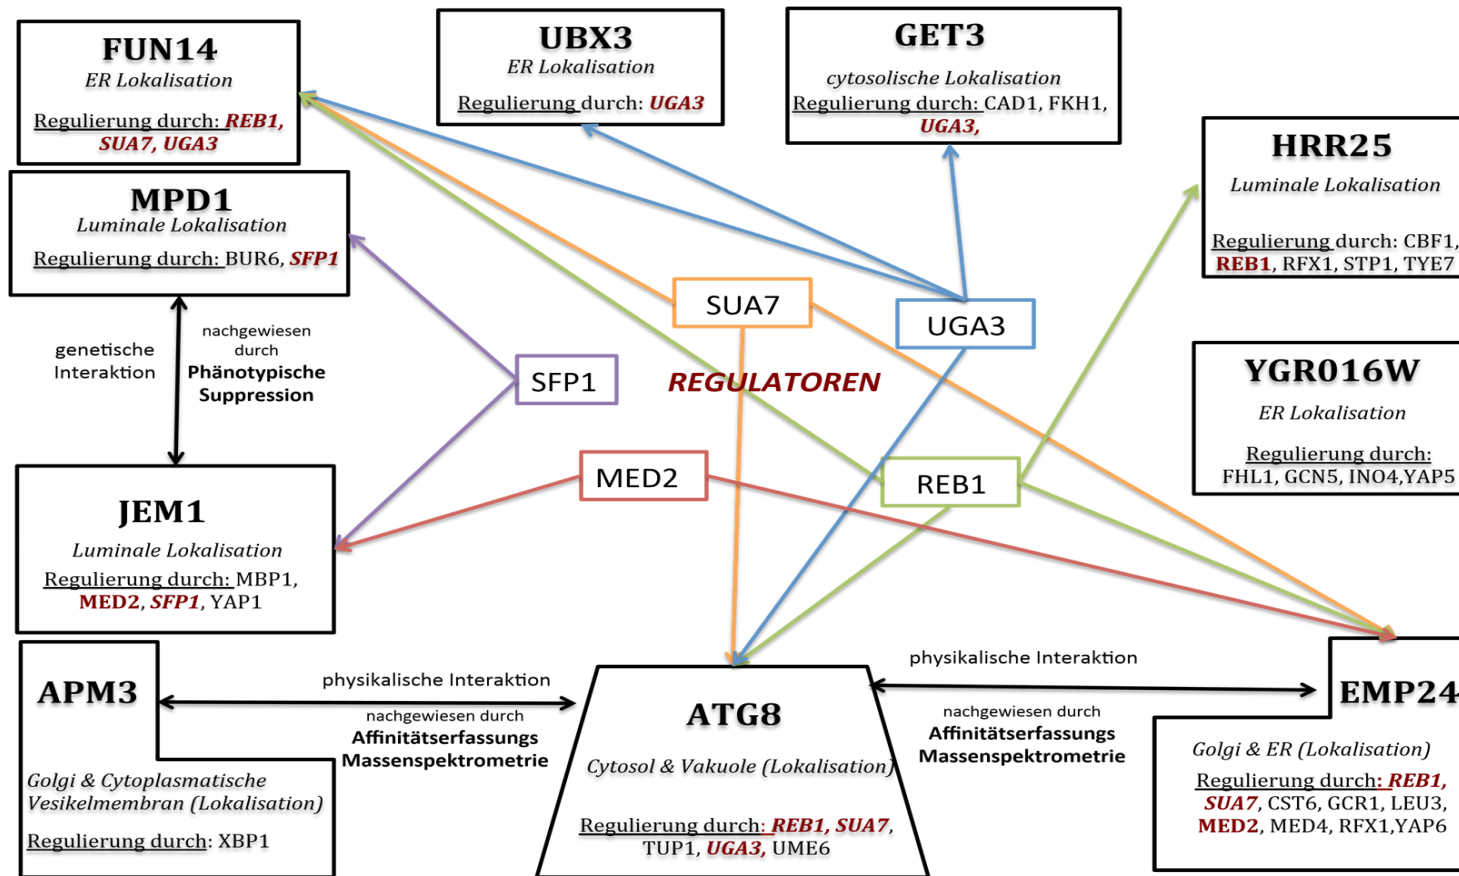 FUN14
ER Lokalisation
Regulierung durch: REB1,
SUA7, UGA3
UBX3
ER Lokalisation
Regulierung durch: UGA3
GET3
cytosolische Lokalisation
Regulierung durch: CAD1, FKH1,
UGA3,
HRR25
Luminale Lokalisation
Regulierung durch: CBF1,
REB1, RFX1, STP1, TYE7
MPD1
Luminale Lokalisation
Regulierung durch: BUR6, SFP1
genetische
Interaktion
nachgewiesen
durch
Phänotypische
Suppression
SUA7
UGA3
SFP1
REGULATOREN
MED2
REB1
YGR016W
ER Lokalisation
Regulierung durch:
FHL1, GCN5, INO4,YAP5
JEM1
Luminale Lokalisation
Regulierung durch: MBP1,
MED2, SFP1, YAP1
APM3
Golgi & Cytoplasmatische
Vesikelmembran (Lokalisation)
Regulierung durch: XBP1
physikalische Interaktion
nachgewiesen durch
Affinitätserfassungs
Massenspektrometrie
ATG8
Cytosol & Vakuole (Lokalisation)
Regulierung durch: REB1, SUA7,
TUP1, UGA3, UME6
physikalische Interaktion
nachgewiesen durch
Affinitätserfassungs
Massenspektrometrie
EMP24
Golgi & ER (Lokalisation)
Regulierung durch: REB1,
SUA7, CST6, GCR1, LEU3,
MED2, MED4, RFX1,YAP6